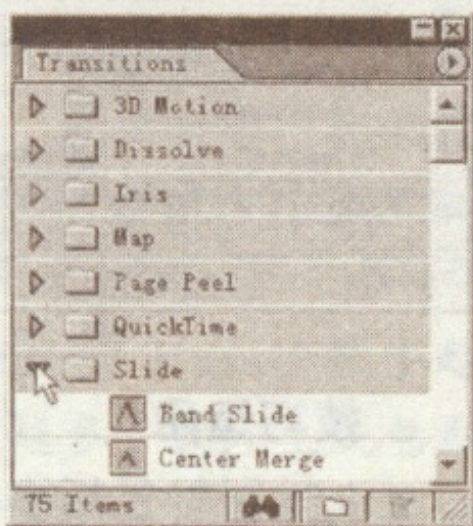 Transitions
3D Motion
Dissolve
Iris
Map
Page Peel
QuickTime
Slide
Band Slide
Center Merge
75 Items